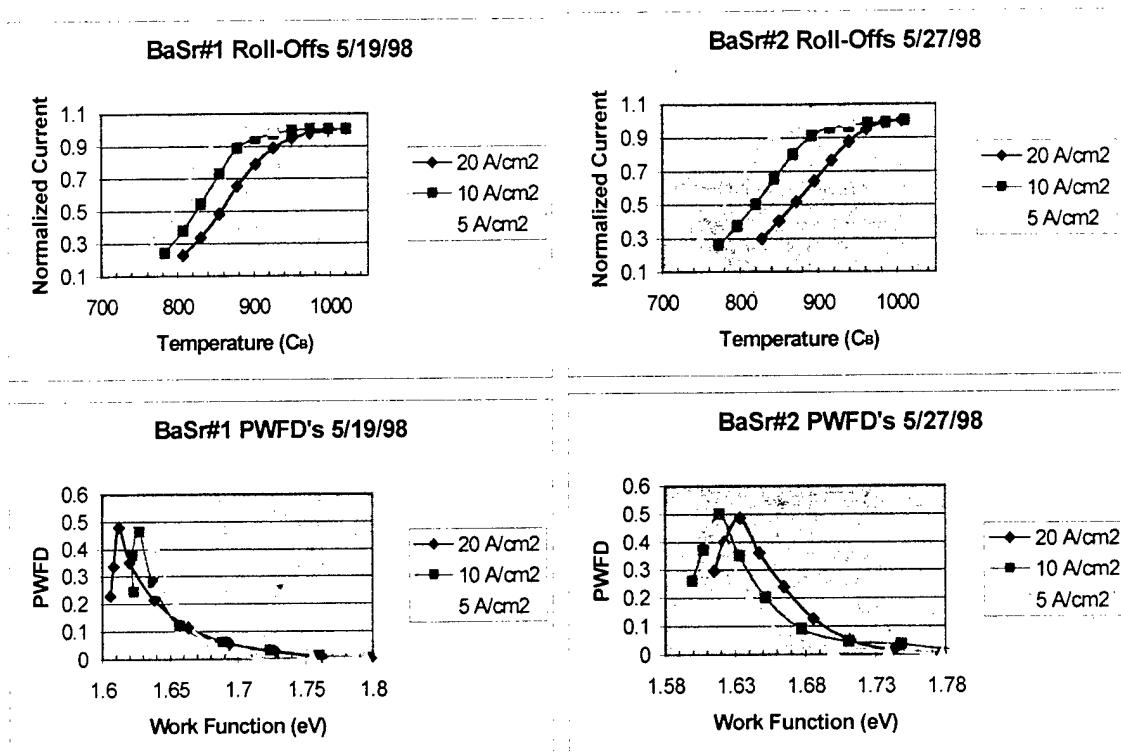 BaSr#1 Roll-Offs 5/19/98
Normalized Current
1.1
0.9
0.7
0.5
0.3
0.1
700 800 900 1000
Temperature (CB)
20 A/cm2
10 A/cm2
5 A/cm2
BaSr#2 Roll-Offs 5/27/98
Normalized Current
1.1
0.9
0.7
0.5
0.3
0.1
700 800 900 1000
Temperature (CB)
20 A/cm2
10 A/cm2
5 A/cm2
BaSr#1 PWFD's 5/19/98
PWFD
0.6
0.5
0.4
0.3
0.2
0.1
0
1.6 1.65 1.7 1.75 1.8
Work Function (eV)
20 A/cm2
10 A/cm2
5 A/cm2
BaSr#2 PWFD's 5/27/98
PWFD
0.6
0.5
0.4
0.3
0.2
0.1
0
1.58 1.63 1.68 1.73 1.78
Work Function (eV)
20 A/cm2
10 A/cm2
5 A/cm2